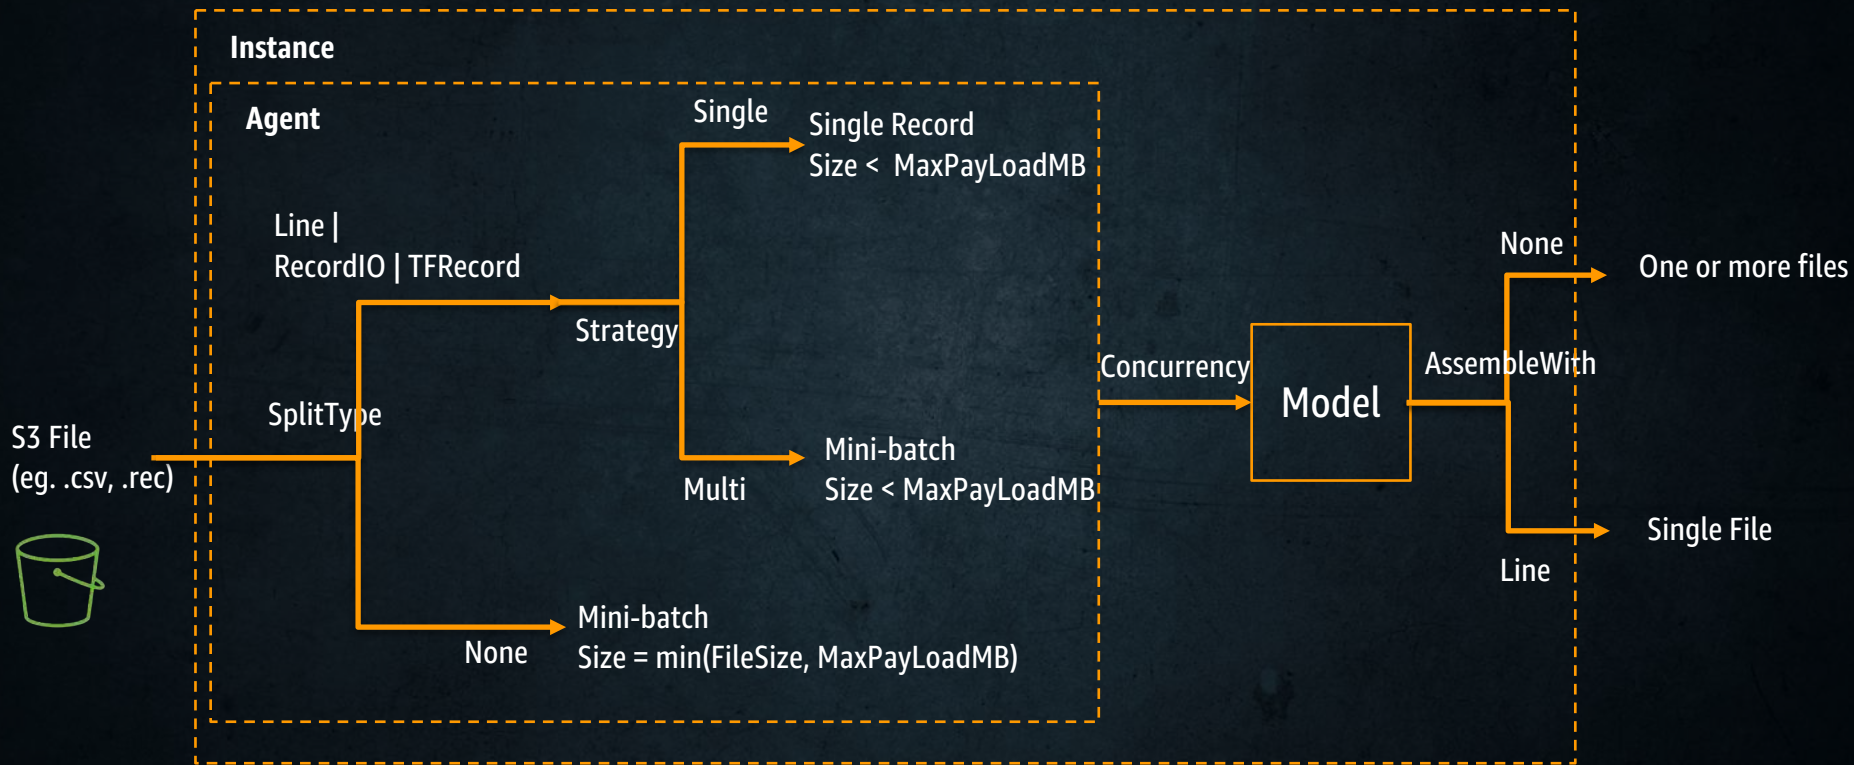 Instance
Agent
Single
Single Record
Size <  MaxPayLoadMB
Line |
RecordIO | TFRecord
Strategy
Multi
Mini-batch
Size < MaxPayLoadMB
SplitType
S3 File
(eg. .csv, .rec)
None
Mini-batch
Size = min(FileSize, MaxPayLoadMB)
Concurrency
Model
AssembleWith
None
One or more files
Line
Single File